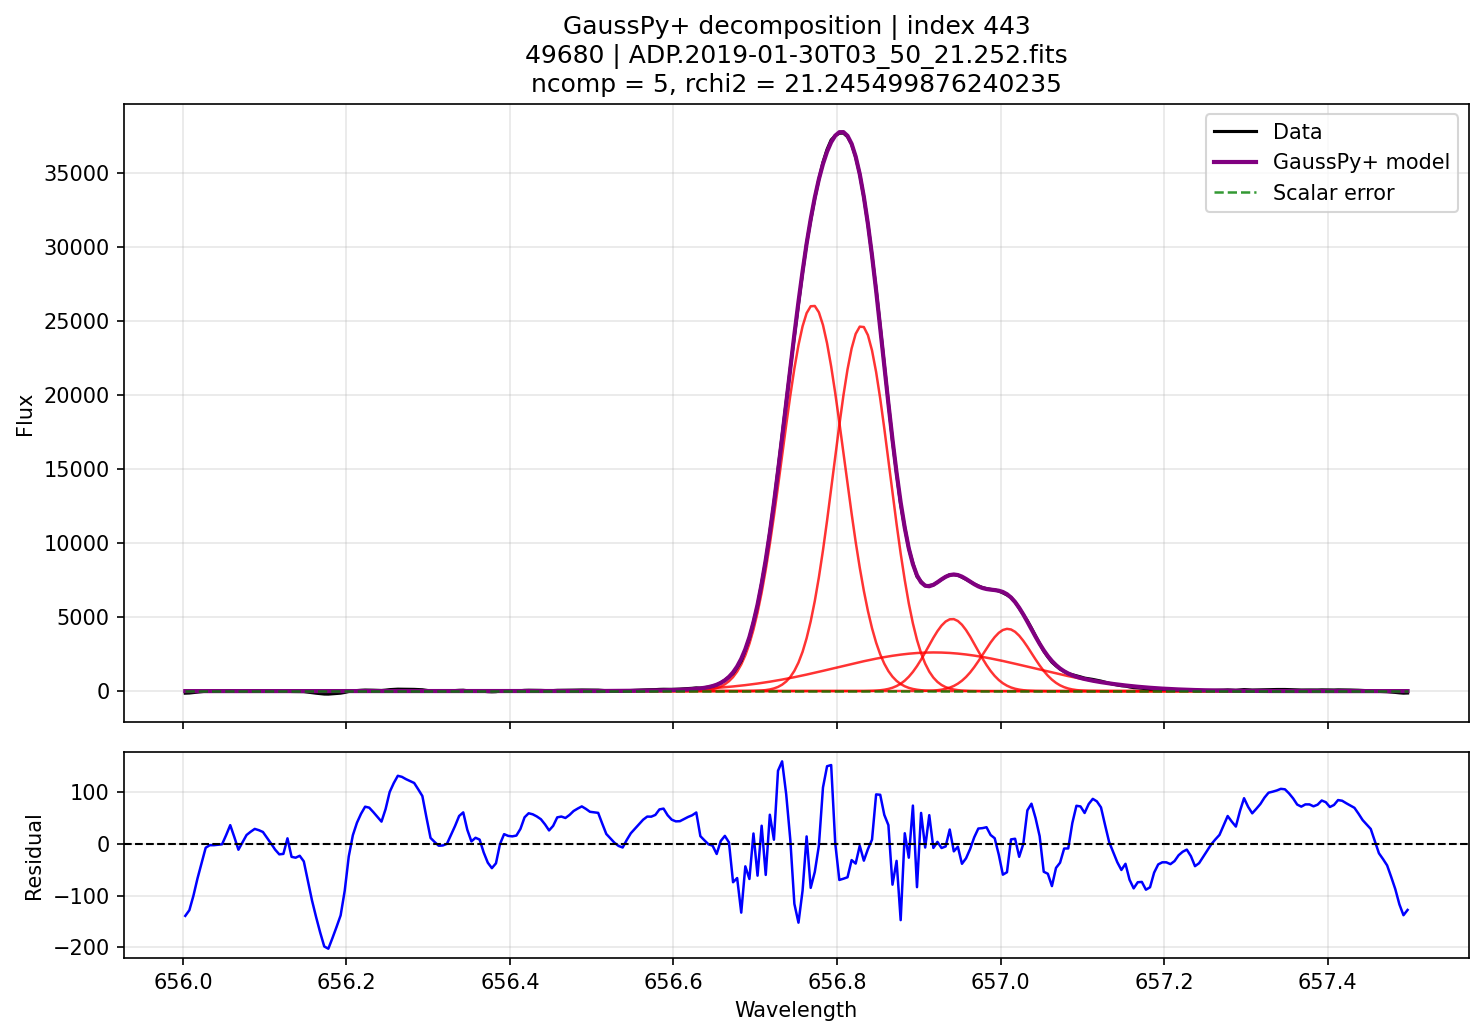 GaussPy+ decomposition | index 443
49680 | ADP.2019-01-30T03_50_21.252.fits
ncomp = 5, rchi2 = 21.245499876240235
Data
GaussPy+ model
Scalar error
Flux
35000
30000
25000
20000
15000
10000
5000
0
Residual
100
0
−100
−200
656.0
656.2
656.4
656.6
656.8
657.0
657.2
657.4
Wavelength